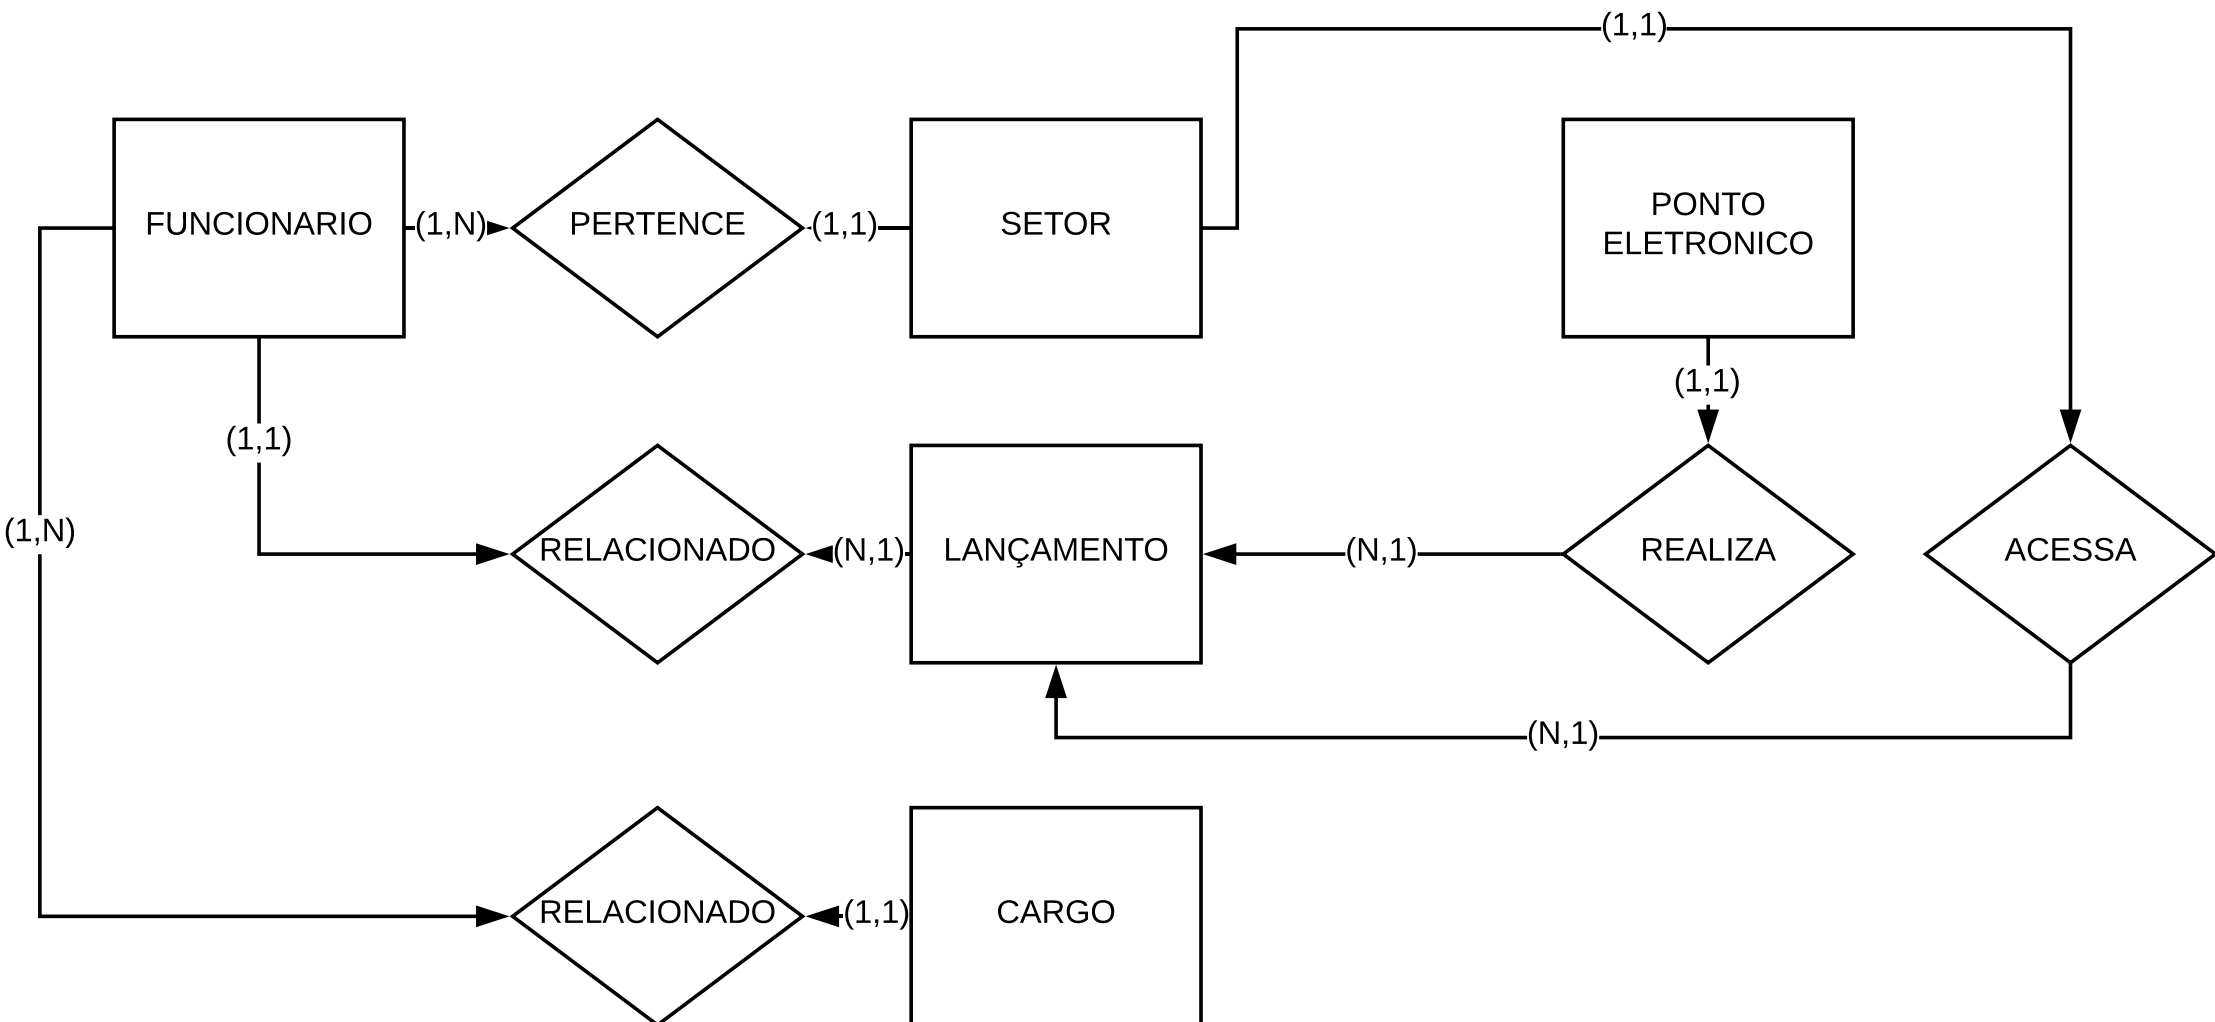 (1,1)
FUNCIONARIO
(1,N)
PERTENCE
(1,1)
SETOR
PONTO
ELETRONICO
(1,1)
(1,1)
(1,N)
RELACIONADO
(N,1)
LANÇAMENTO
(N,1)
REALIZA
ACESSA
(N,1)
RELACIONADO
(1,1)
CARGO